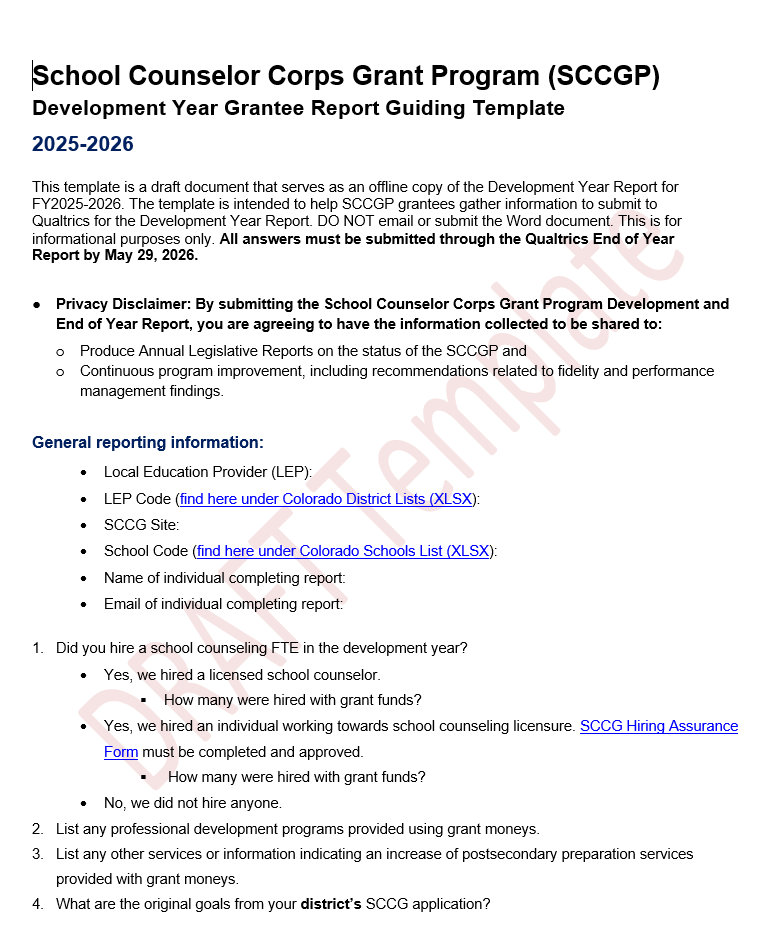 School Counselor Corps Grant Program (SCCGP)
Development Year Grantee Report Guiding Template
2025-2026
This template is a draft document that serves as an offline copy of the Development Year Report for
FY2025-2026. The template is intended to help SCCGP grantees gather information to submit to
Qualtrics for the Development Year Report. DO NOT email or submit the Word document. This is for
informational purposes only. All answers must be submitted through the Qualtrics End of Year
Report by May 29, 2026.
● Privacy Disclaimer: By submitting the School Counselor Corps Grant Program Development and
End of Year Report, you are agreeing to have the information collected to be shared to:
o Produce Annual Legislative Reports on the status of the SCCGP and
o Continuous program improvement, including recommendations related to fidelity and performance
management findings.
General reporting information:
• Local Education Provider (LEP):
• LEP Code (find here under Colorado District Lists (XLSX):
• SCCG Site:
• School Code (find here under Colorado Schools List (XLSX):
• Name of individual completing report:
• Email of individual completing report:
1. Did you hire a school counseling FTE in the development year?
• Yes, we hired a licensed school counselor.
▪ How many were hired with grant funds?
• Yes, we hired an individual working towards school counseling licensure. SCCG Hiring Assurance
Form must be completed and approved.
▪ How many were hired with grant funds?
• No, we did not hire anyone.
2. List any professional development programs provided using grant moneys.
3. List any other services or information indicating an increase of postsecondary preparation services
provided with grant moneys.
4. What are the original goals from your district's SCCG application?
DRAFT Template